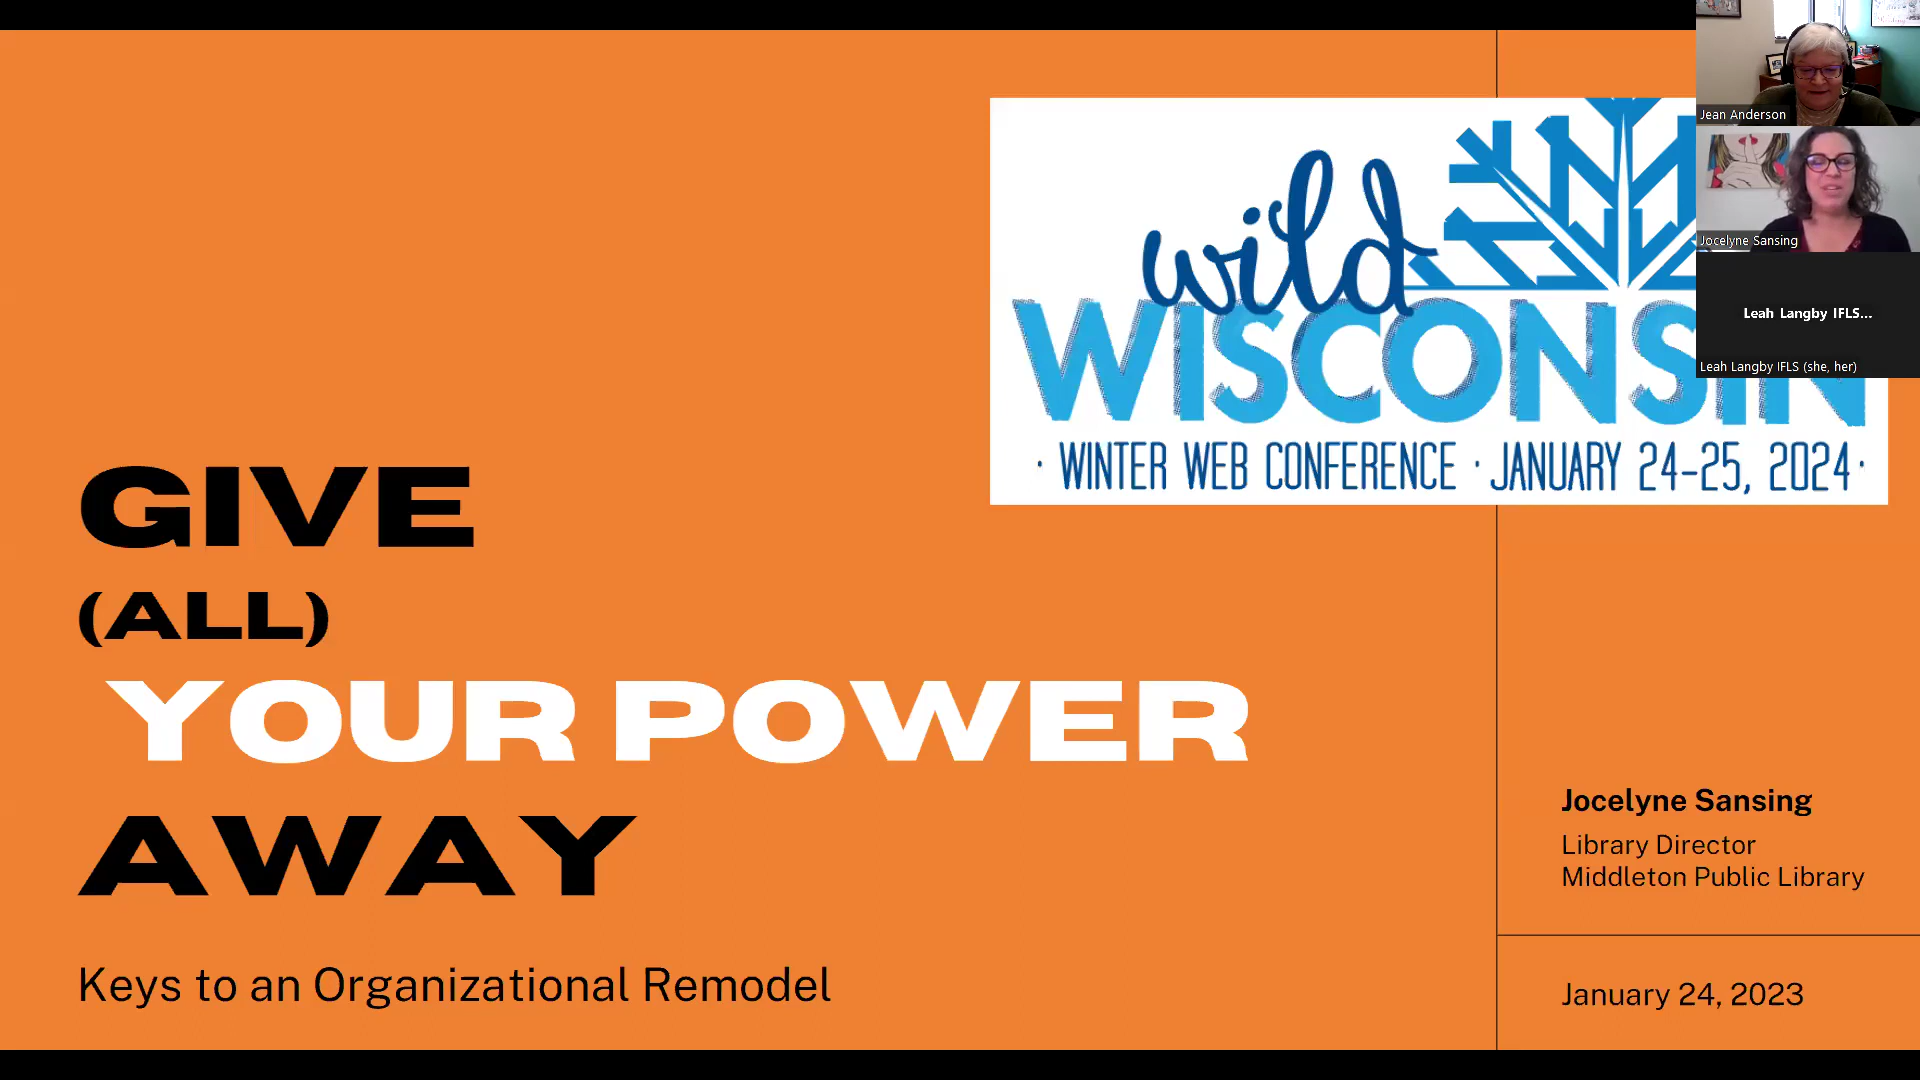 GIVE
(ALL)
YOUR POWER
AWAY
Keys to an Organizational Remodel
wild
WISCONSIN
· WINTER WEB CONFERENCE · JANUARY 24-25, 2024 ·
Jean Anderson
Jocelyne Sansing
Leah Langby IFLS...
Leah Langby IFLS (she, her)
Jocelyne Sansing
Library Director
Middleton Public Library
January 24, 2023